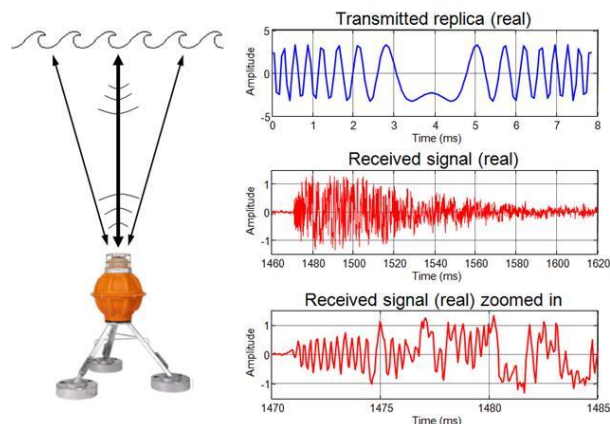 Transmitted replica (real)
Amplitude
5
0
-5
0 1 2 3 4 5 6 7 8
Time (ms)
Received signal (real)
Amplitude
1
0
-1
1460 1480 1500 1520 1540 1560 1580 1600 1620
Time (ms)
Received signal (real) zoomed in
Amplitude
1
0
-1
1470 1475 1480 1485
Time (ms)